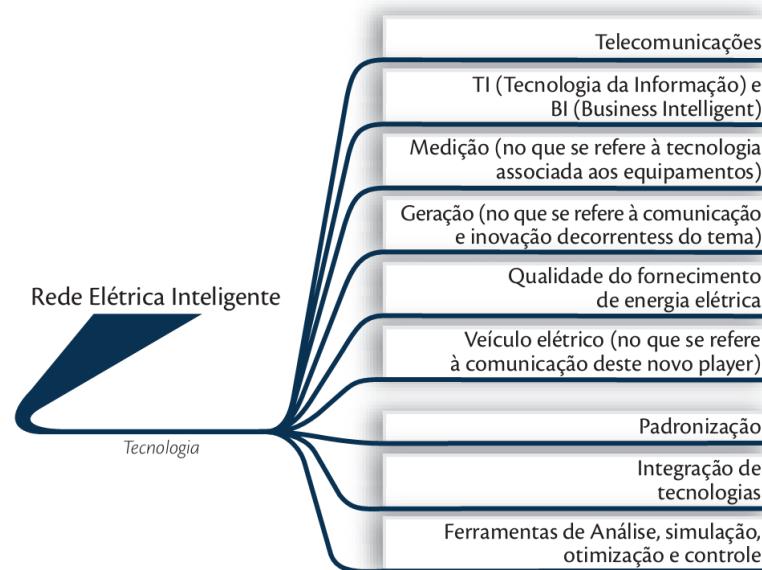 Telecomunicações
TI (Tecnologia da Informação) e
BI (Business Intelligent)
Medição (no que se refere à tecnologia
associada aos equipamentos)
Geração (no que se refere à comunicação
e inovação decorrentess do tema)
Qualidade do fornecimento
de energia elétrica
Rede Elétrica Inteligente
Veículo elétrico (no que se refere
à comunicação deste novo player)
Padronização
Tecnologia
Integração de
tecnologias
Ferramentas de Análise, simulação,
otimização e controle